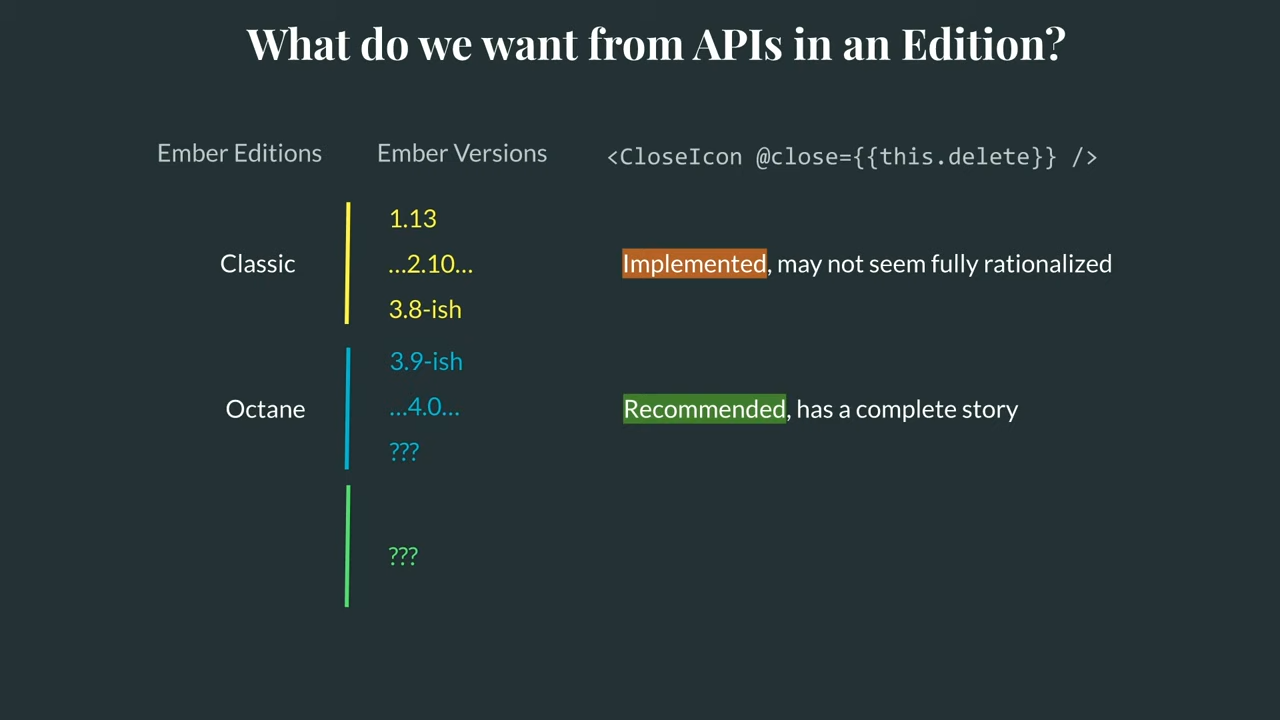 What do we want from APIs in an Edition?
Ember Editions
Ember Versions
<CloseIcon @close={{this.delete}} />
Classic
1.13
...2.10...
3.8-ish
Implemented, may not seem fully rationalized
Octane
3.9-ish
...4.0...
???
Recommended, has a complete story
???